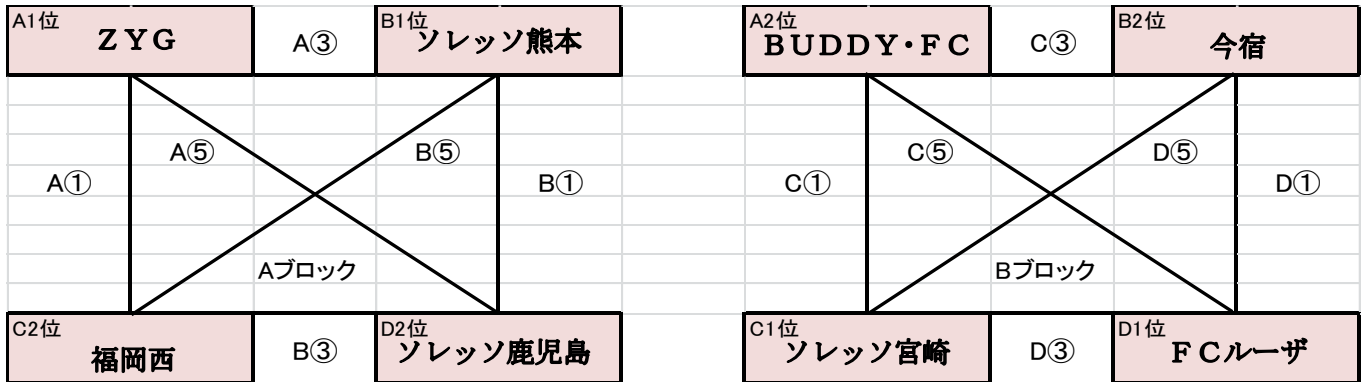 A1位
ＺＹＧ
A③
B1位
ソレッソ熊本
A2位
ＢＵＤＤＹ・ＦＣ
C③
B2位
今宿
A⑤
B⑤
C⑤
D⑤
A①
B①
C①
D①
Aブロック
Bブロック
C2位
福岡西
B③
D2位
ソレッソ鹿児島
C1位
ソレッソ宮崎
D③
D1位
ＦＣルーザ